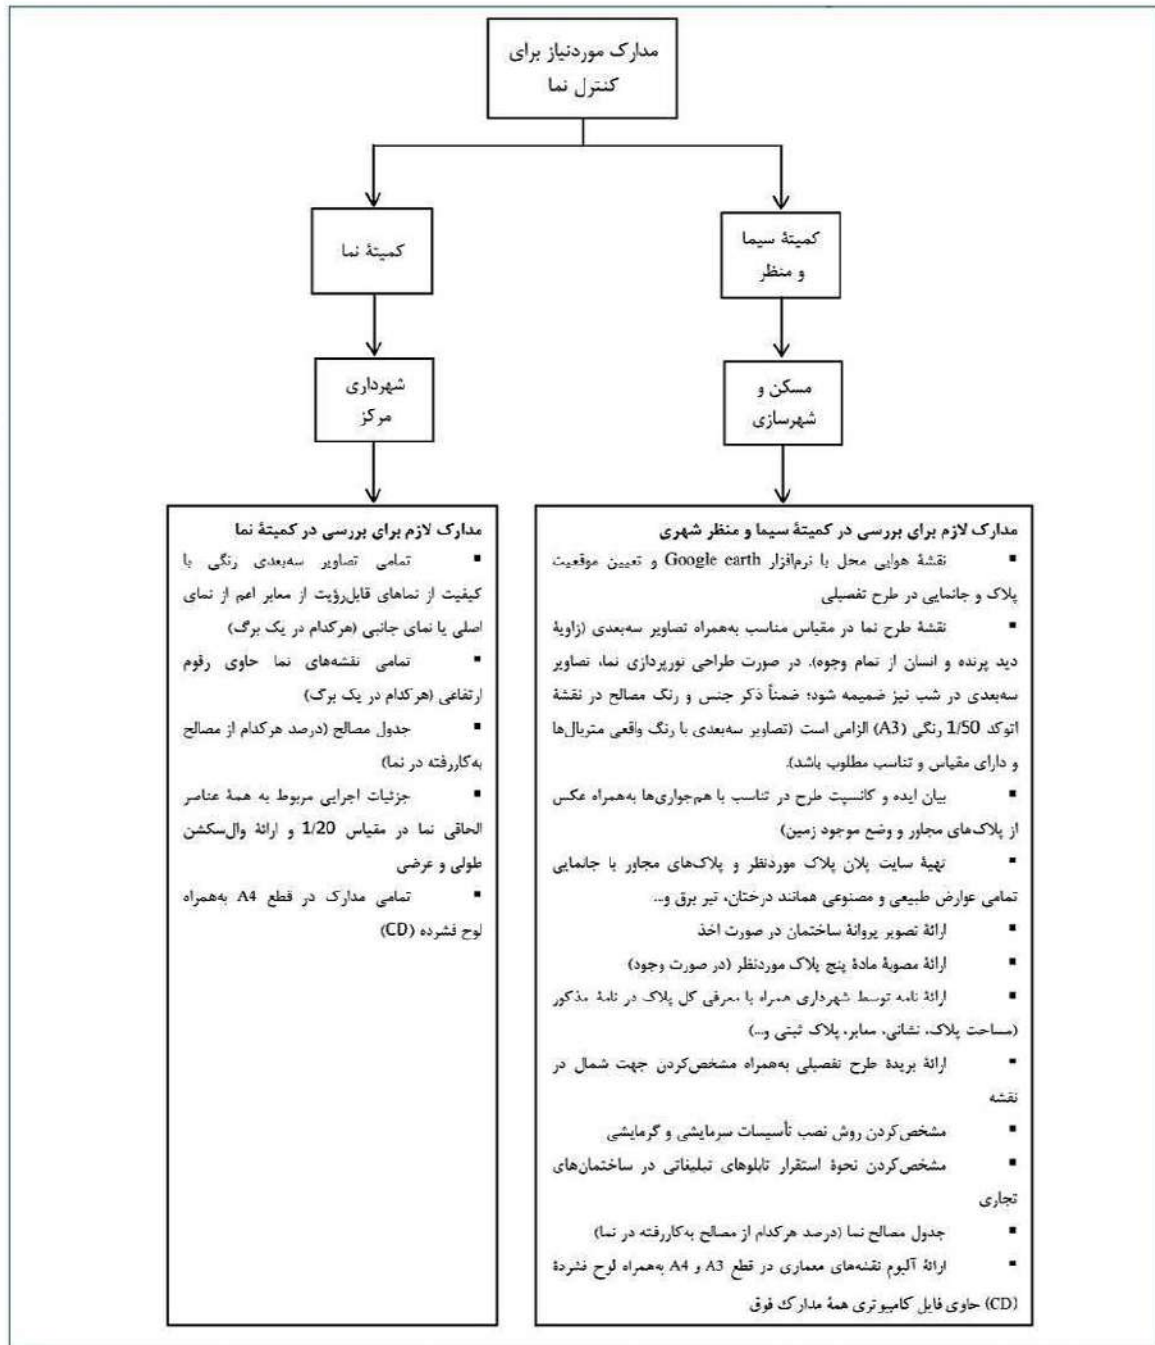 مدارک موردنیاز برای
کنترل نما
کمیتهٔ سیما
و منظر
کمیتهٔ نما
مسکن و
شهرسازی
شهرداری
مرکز
مدارک لازم برای بررسی در کمیتهٔ سیما و منظر شهری
▪ نقشهٔ هوایی محل با نرم‌افزار Google earth و تعیین موقعیت
پلاک و جانمایی در طرح تفصیلی
▪ نقشهٔ طرح نما در مقیاس مناسب به‌همراه تصاویر سه‌بعدی (زاویهٔ
دید پرنده و انسان از تمام وجوه). در صورت طراحی نورپردازی نما، تصاویر
سه‌بعدی در شب نیز ضمیمه شود؛ ضمناً ذکر جنس و رنگ مصالح در نقشهٔ
اتوکد 1/50 رنگی (A3) الزامی است (تصاویر سه‌بعدی با رنگ واقعی متریال‌ها
و دارای مقیاس و تناسب مطلوب باشد).
▪ بیان ایده و کانسپت طرح در تناسب با هم‌جواری‌ها به‌همراه عکس
از پلاک‌های مجاور و وضع موجود زمین)
▪ تهیهٔ سایت پلان پلاک موردنظر و پلاک‌های مجاور با جانمایی
تمامی عوارض طبیعی و مصنوعی همانند درختان، تیر برق و...
▪ ارائهٔ تصویر پروانهٔ ساختمان در صورت اخذ
▪ ارائهٔ مصوبهٔ مادهٔ پنج پلاک موردنظر (در صورت وجود)
▪ ارائهٔ نامه توسط شهرداری همراه با معرفی کل پلاک در نامهٔ مذکور
(مساحت پلاک، نشانی، معابر، پلاک ثبتی و...)
▪ ارائهٔ بریدهٔ طرح تفصیلی به‌همراه مشخص‌کردن جهت شمال در
نقشه
▪ مشخص‌کردن روش نصب تأسیسات سرمایشی و گرمایشی
▪ مشخص‌کردن نحوهٔ استقرار تابلوهای تبلیغاتی در ساختمان‌های
تجاری
▪ جدول مصالح نما (درصد هرکدام از مصالح به‌کاررفته در نما)
▪ ارائهٔ آلبوم نقشه‌های معماری در قطع A3 و A4 به‌همراه لوح فشردهٔ
(CD) حاوی فایل کامپیوتری همهٔ مدارک فوق
مدارک لازم برای بررسی در کمیتهٔ نما
▪ تمامی تصاویر سه‌بعدی رنگی با
کیفیت از نماهای قابل‌رؤیت از معابر اعم از نمای
اصلی یا نمای جانبی (هرکدام در یک برگ)
▪ تمامی نقشه‌های نما حاوی رقوم
ارتفاعی (هرکدام در یک برگ)
▪ جدول مصالح (درصد هرکدام از مصالح
به‌کاررفته در نما)
▪ جزئیات اجرایی مربوط به همهٔ عناصر
الحاقی نما در مقیاس 1/20 و ارائهٔ وال‌سکشن
طولی و عرضی
▪ تمامی مدارک در قطع A4 به‌همراه
لوح فشرده (CD)